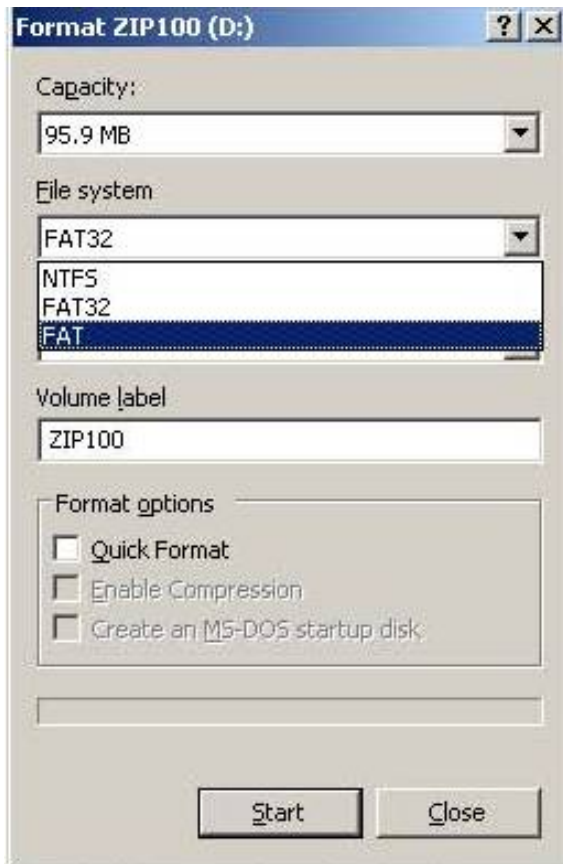 Format ZIP100 (D:)
Capacity:
95.9 MB
File system
FAT32
NTFS
FAT32
FAT
Volume label
ZIP100
Format options
Quick Format
Enable Compression
Create an MS-DOS startup disk
Start Close